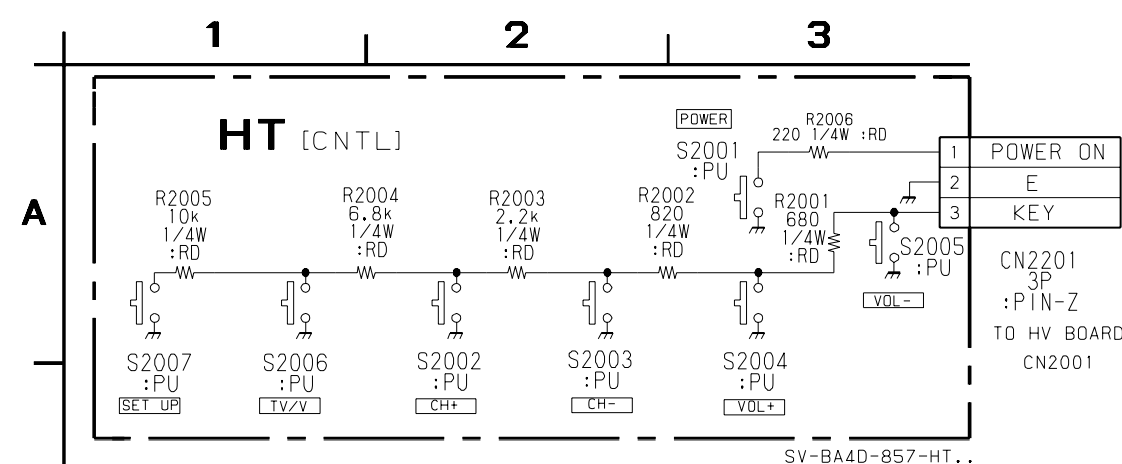 1 2 3
A
HT [CNTL]
POWER
S2001
:PU
R2006
220 1/4W :RD
1 POWER ON
2 E
3 KEY
R2005
10k
1/4W
:RD
R2004
6.8k
1/4W
:RD
R2003
2.2k
1/4W
:RD
R2002
820
1/4W
:RD
R2001
680
1/4W
:RD
S2005
:PU
VOL-
CN2201
3P
:PIN-Z
TO HV BOARD
CN2001
S2007
:PU
SET UP
S2006
:PU
TV/V
S2002
:PU
CH+
S2003
:PU
CH-
S2004
:PU
VOL+
SV-BA4D-857-HT..